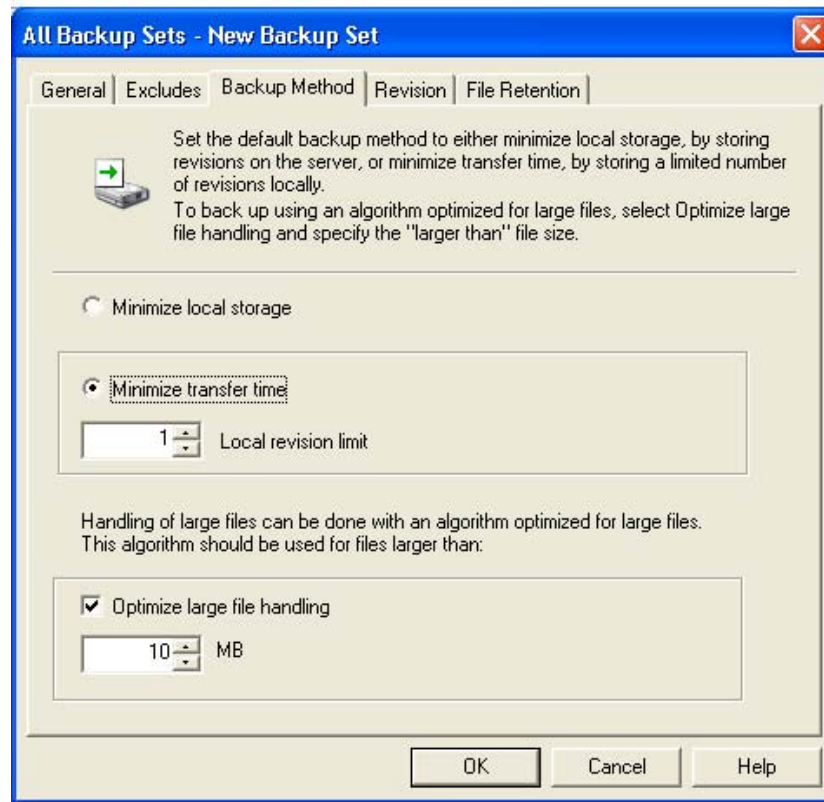 All Backup Sets - New Backup Set
General Excludes Backup Method Revision File Retention
Set the default backup method to either minimize local storage, by storing
revisions on the server, or minimize transfer time, by storing a limited number
of revisions locally.
To back up using an algorithm optimized for large files, select Optimize large
file handling and specify the "larger than" file size.
Minimize local storage
Minimize transfer time
1 Local revision limit
Handling of large files can be done with an algorithm optimized for large files.
This algorithm should be used for files larger than:
Optimize large file handling
10 MB
OK Cancel Help